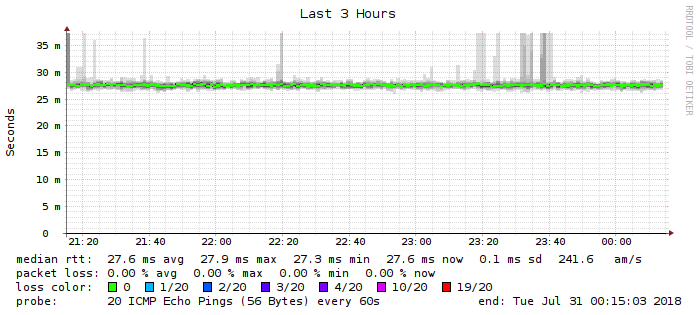 Last 3 Hours
RRDTOOL / TOBI OETIKER
Seconds
35 m
30 m
25 m
20 m
15 m
10 m
5 m
0
21:20 21:40 22:00 22:20 22:40 23:00 23:20 23:40 00:00
median rtt: 27.6 ms avg 27.9 ms max 27.3 ms min 27.6 ms now 0.1 ms sd 241.6 am/s
packet loss: 0.00 % avg 0.00 % max 0.00 % min 0.00 % now
loss color: 0 1/20 2/20 3/20 4/20 10/20 19/20
probe: 20 ICMP Echo Pings (56 Bytes) every 60s end: Tue Jul 31 00:15:03 2018